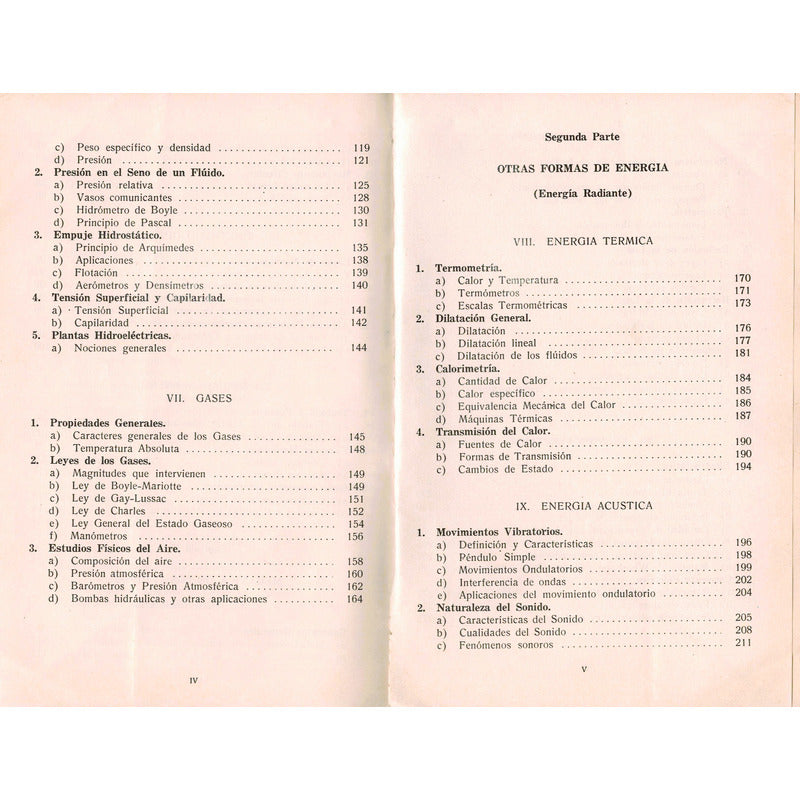 c) Peso específico y densidad .................... 119
d) Presión .................... 121
2. Presión en el Seno de un Flúido.
a) Presión relativa .................... 125
b) Vasos comunicantes .................... 128
c) Hidrómetro de Boyle .................... 130
d) Principio de Pascal .................... 131
3. Empuje Hidrostático.
a) Principio de Arquímedes .................... 135
b) Aplicaciones .................... 138
c) Flotación .................... 139
d) Aerómetros y Densímetros .................... 140
4. Tensión Superficial y Capilaridad.
a) Tensión Superficial .................... 141
b) Capilaridad .................... 142
5. Plantas Hidroeléctricas.
a) Nociones generales .................... 144
VII. GASES
1. Propiedades Generales.
a) Caracteres generales de los Gases .................... 145
b) Temperatura Absoluta .................... 148
2. Leyes de los Gases.
a) Magnitudes que intervienen .................... 149
b) Ley de Boyle-Mariotte .................... 149
c) Ley de Gay-Lussac .................... 151
d) Ley de Charles .................... 152
e) Ley General del Estado Gaseoso .................... 154
f) Manómetros .................... 156
3. Estudios Físicos del Aire.
a) Composición del aire .................... 158
b) Presión atmosférica .................... 160
c) Barómetros y Presión Atmosférica .................... 162
d) Bombas hidráulicas y otras aplicaciones .................... 164
IV
Segunda Parte
OTRAS FORMAS DE ENERGIA
(Energía Radiante)
VIII. ENERGIA TERMICA
1. Termometría.
a) Calor y Temperatura .................... 170
b) Termómetros .................... 171
c) Escalas Termométricas .................... 173
2. Dilatación General.
a) Dilatación .................... 176
b) Dilatación lineal .................... 177
c) Dilatación de los flúidos .................... 181
3. Calorimetría.
a) Cantidad de Calor .................... 184
b) Calor específico .................... 185
c) Equivalencia Mecánica del Calor .................... 186
d) Máquinas Térmicas .................... 187
4. Transmisión del Calor.
a) Fuentes de Calor .................... 190
b) Formas de Transmisión .................... 190
c) Cambios de Estado .................... 194
IX. ENERGIA ACUSTICA
1. Movimientos Vibratorios.
a) Definición y Características .................... 196
b) Péndulo Simple .................... 198
c) Movimientos Ondulatorios .................... 199
d) Interferencia de ondas .................... 202
e) Aplicaciones del movimiento ondulatorio .................... 204
2. Naturaleza del Sonido.
a) Características del Sonido .................... 205
b) Cualidades del Sonido .................... 208
c) Fenómenos sonoros .................... 211
V